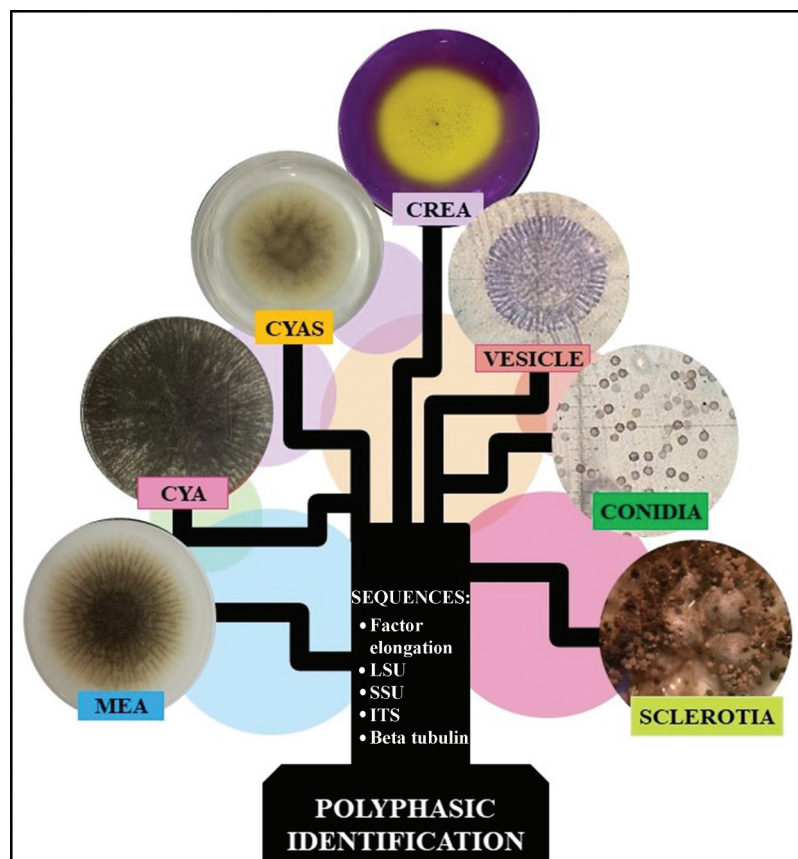 CREA
CYAS
VESICLE
CYA
CONIDIA
MEA
SCLEROTIA
SEQUENCES:
• Factor
elongation
• LSU
• SSU
• ITS
• Beta tubulin
POLYPHASIC
IDENTIFICATION